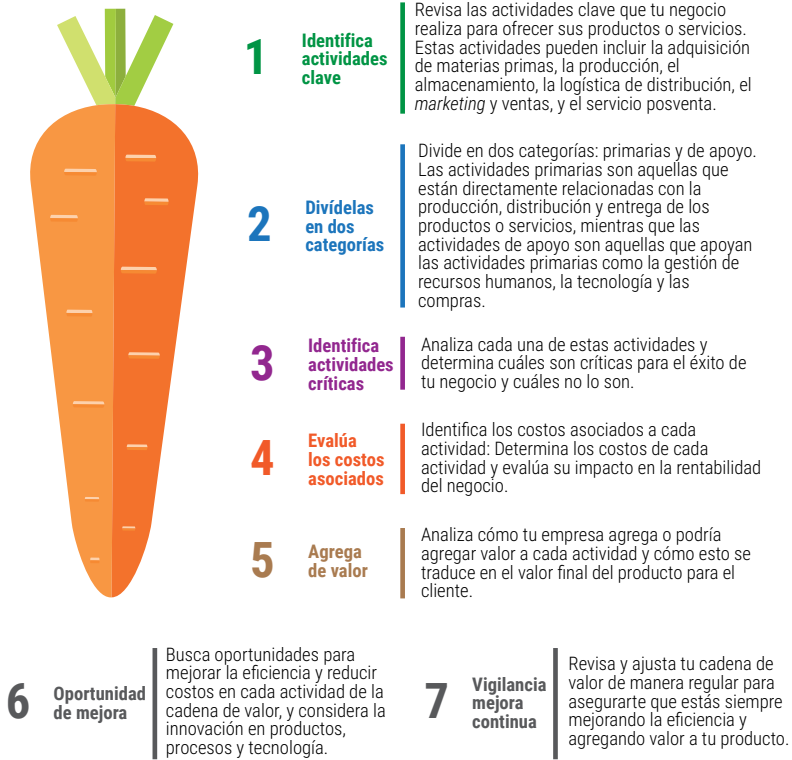 1
Identifica
actividades
clave
Revisa las actividades clave que tu negocio
realiza para ofrecer sus productos o servicios.
Estas actividades pueden incluir la adquisición
de materias primas, la producción, el
almacenamiento, la logística de distribución, el
marketing y ventas, y el servicio posventa.
2
Divídelas
en dos
categorías
Divide en dos categorías: primarias y de apoyo.
Las actividades primarias son aquellas que
están directamente relacionadas con la
producción, distribución y entrega de los
productos o servicios, mientras que las
actividades de apoyo son aquellas que apoyan
las actividades primarias como la gestión de
recursos humanos, la tecnología y las
compras.
3
Identifica
actividades
críticas
Analiza cada una de estas actividades y
determina cuáles son críticas para el éxito de
tu negocio y cuáles no lo son.
4
Evalúa
los costos
asociados
Identifica los costos asociados a cada
actividad: Determina los costos de cada
actividad y evalúa su impacto en la rentabilidad
del negocio.
5
Agrega
de valor
Analiza cómo tu empresa agrega o podría
agregar valor a cada actividad y cómo esto se
traduce en el valor final del producto para el
cliente.
6
Oportunidad
de mejora
Busca oportunidades para
mejorar la eficiencia y reducir
costos en cada actividad de la
cadena de valor, y considera la
innovación en productos,
procesos y tecnología.
7
Vigilancia
mejora
continua
Revisa y ajusta tu cadena de
valor de manera regular para
asegurarte que estás siempre
mejorando la eficiencia y
agregando valor a tu producto.